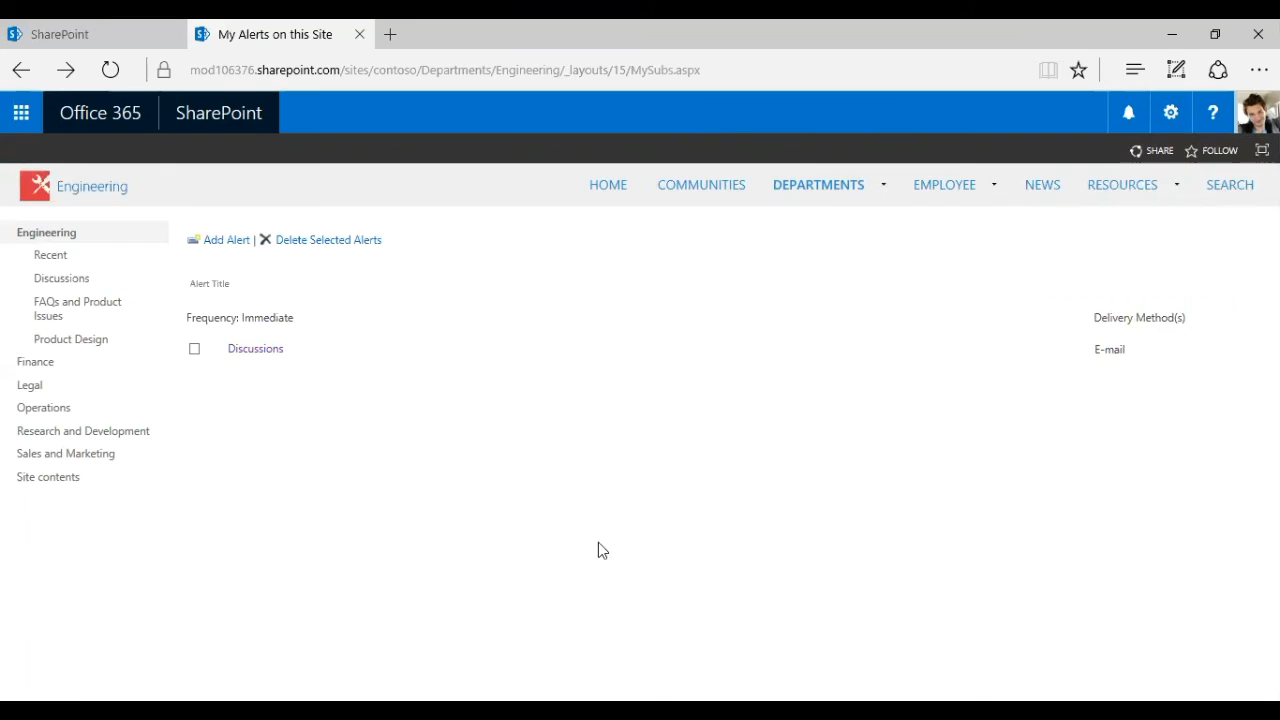 SharePoint
My Alerts on this Site
mod106376.sharepoint.com/sites/contoso/Departments/Engineering/_layouts/15/MySubs.aspx
Office 365 SharePoint ?
SHARE FOLLOW
Engineering HOME COMMUNITIES DEPARTMENTS EMPLOYEE NEWS RESOURCES SEARCH
Engineering
Recent
Discussions
FAQs and Product
Issues
Product Design
Finance
Legal
Operations
Research and Development
Sales and Marketing
Site contents
Add Alert | Delete Selected Alerts
Alert Title
Frequency: Immediate Delivery Method(s)
Discussions E-mail